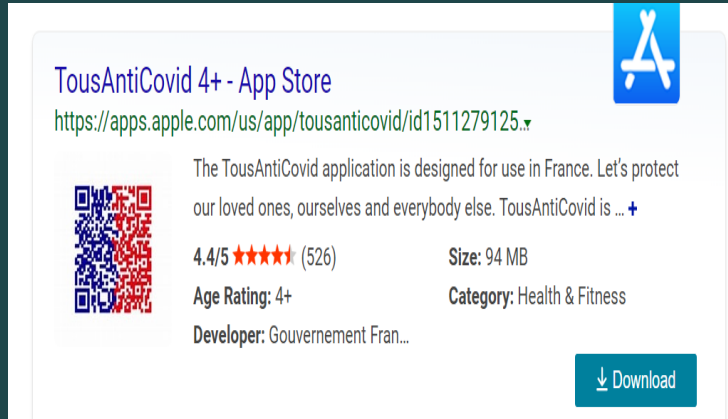 TousAntiCovid 4+ - App Store
https://apps.apple.com/us/app/tousanticovid/id1511279125..
The TousAntiCovid application is designed for use in France. Let's protect
our loved ones, ourselves and everybody else. TousAntiCovid is ... +
4.4/5 (526) Size: 94 MB
Age Rating: 4+ Category: Health & Fitness
Developer: Gouvernement Fran...
Download